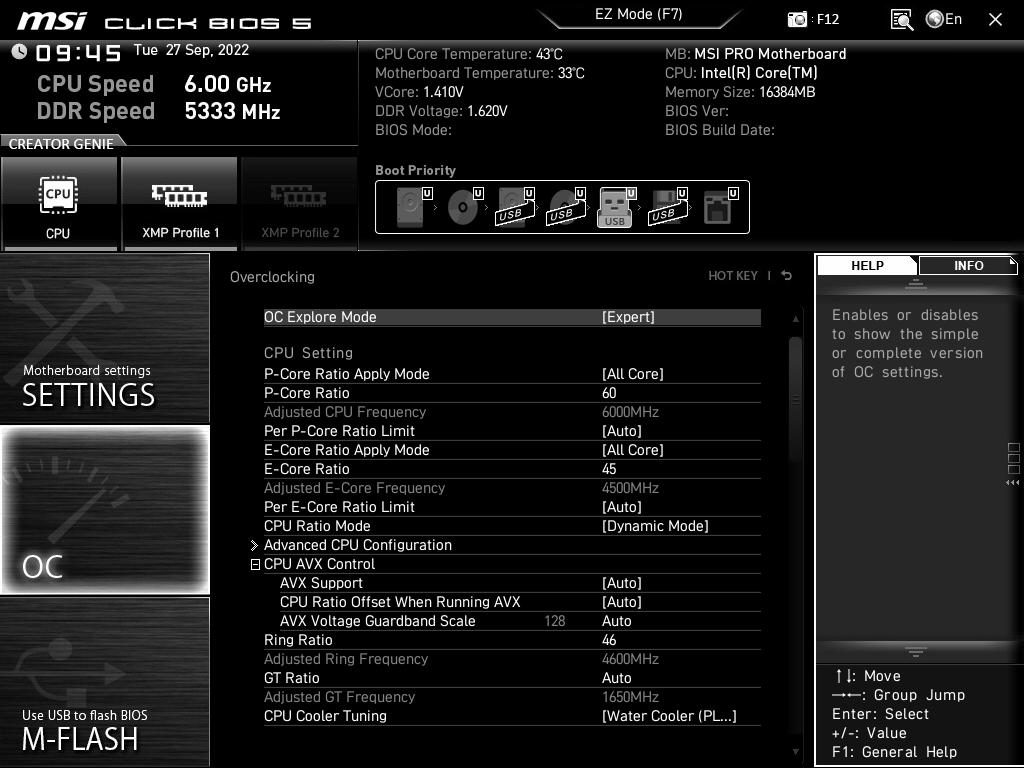 msi CLICK BIOS 5
EZ Mode (F7)
: F12
En
09:45 Tue 27 Sep, 2022
CPU Speed 6.00 GHz
DDR Speed 5333 MHz
CPU Core Temperature: 43°C
Motherboard Temperature: 33°C
VCore: 1.410V
DDR Voltage: 1.620V
BIOS Mode:
MB: MSI PRO Motherboard
CPU: Intel(R) Core(TM)
Memory Size: 16384MB
BIOS Ver:
BIOS Build Date:
CREATOR GENIE
CPU
CPU
XMP Profile 1
XMP Profile 2
Boot Priority
U U U U U U U
USB USB USB USB
Motherboard settings
SETTINGS
OC
Use USB to flash BIOS
M-FLASH
Overclocking
HOT KEY |
OC Explore Mode [Expert]
CPU Setting
P-Core Ratio Apply Mode [All Core]
P-Core Ratio 60
Adjusted CPU Frequency 6000MHz
Per P-Core Ratio Limit [Auto]
E-Core Ratio Apply Mode [All Core]
E-Core Ratio 45
Adjusted E-Core Frequency 4500MHz
Per E-Core Ratio Limit [Auto]
CPU Ratio Mode [Dynamic Mode]
Advanced CPU Configuration
CPU AVX Control
AVX Support [Auto]
CPU Ratio Offset When Running AVX [Auto]
AVX Voltage Guardband Scale 128 Auto
Ring Ratio 46
Adjusted Ring Frequency 4600MHz
GT Ratio Auto
Adjusted GT Frequency 1650MHz
CPU Cooler Tuning [Water Cooler (PL...]
HELP
INFO
Enables or disables
to show the simple
or complete version
of OC settings.
↑↓: Move
→←: Group Jump
Enter: Select
+/-: Value
F1: General Help